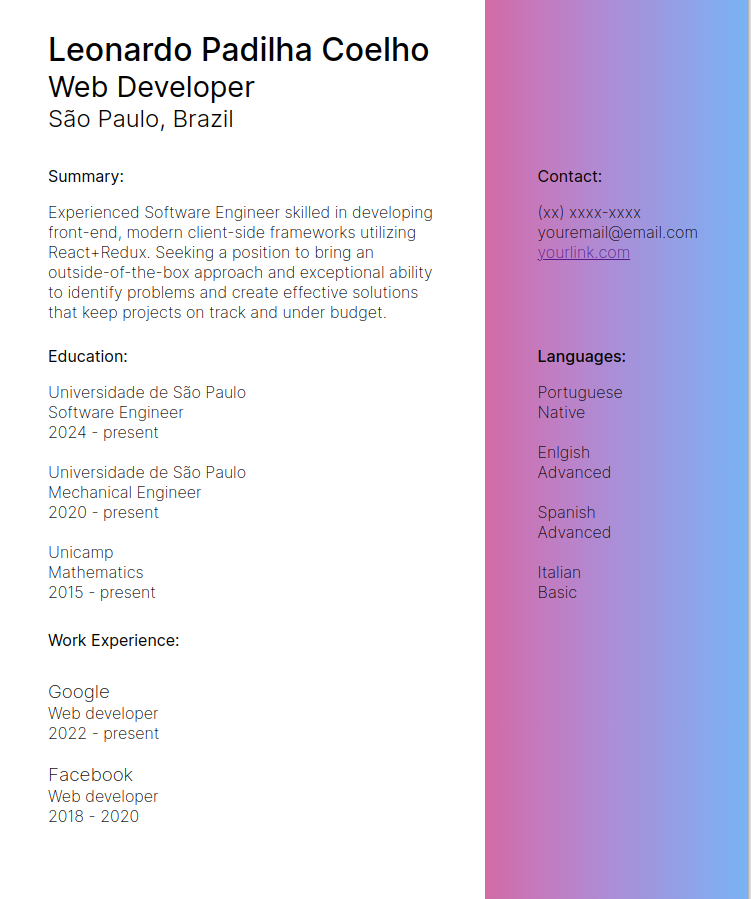 Leonardo Padilha Coelho
Web Developer
São Paulo, Brazil
Summary:
Experienced Software Engineer skilled in developing
front-end, modern client-side frameworks utilizing
React+Redux. Seeking a position to bring an
outside-of-the-box approach and exceptional ability
to identify problems and create effective solutions
that keep projects on track and under budget.
Education:
Universidade de São Paulo
Software Engineer
2024 - present
Universidade de São Paulo
Mechanical Engineer
2020 - present
Unicamp
Mathematics
2015 - present
Work Experience:
Google
Web developer
2022 - present
Facebook
Web developer
2018 - 2020
Contact:
(xx) xxxx-xxxx
youremail@email.com
yourlink.com
Languages:
Portuguese
Native
Enlgish
Advanced
Spanish
Advanced
Italian
Basic